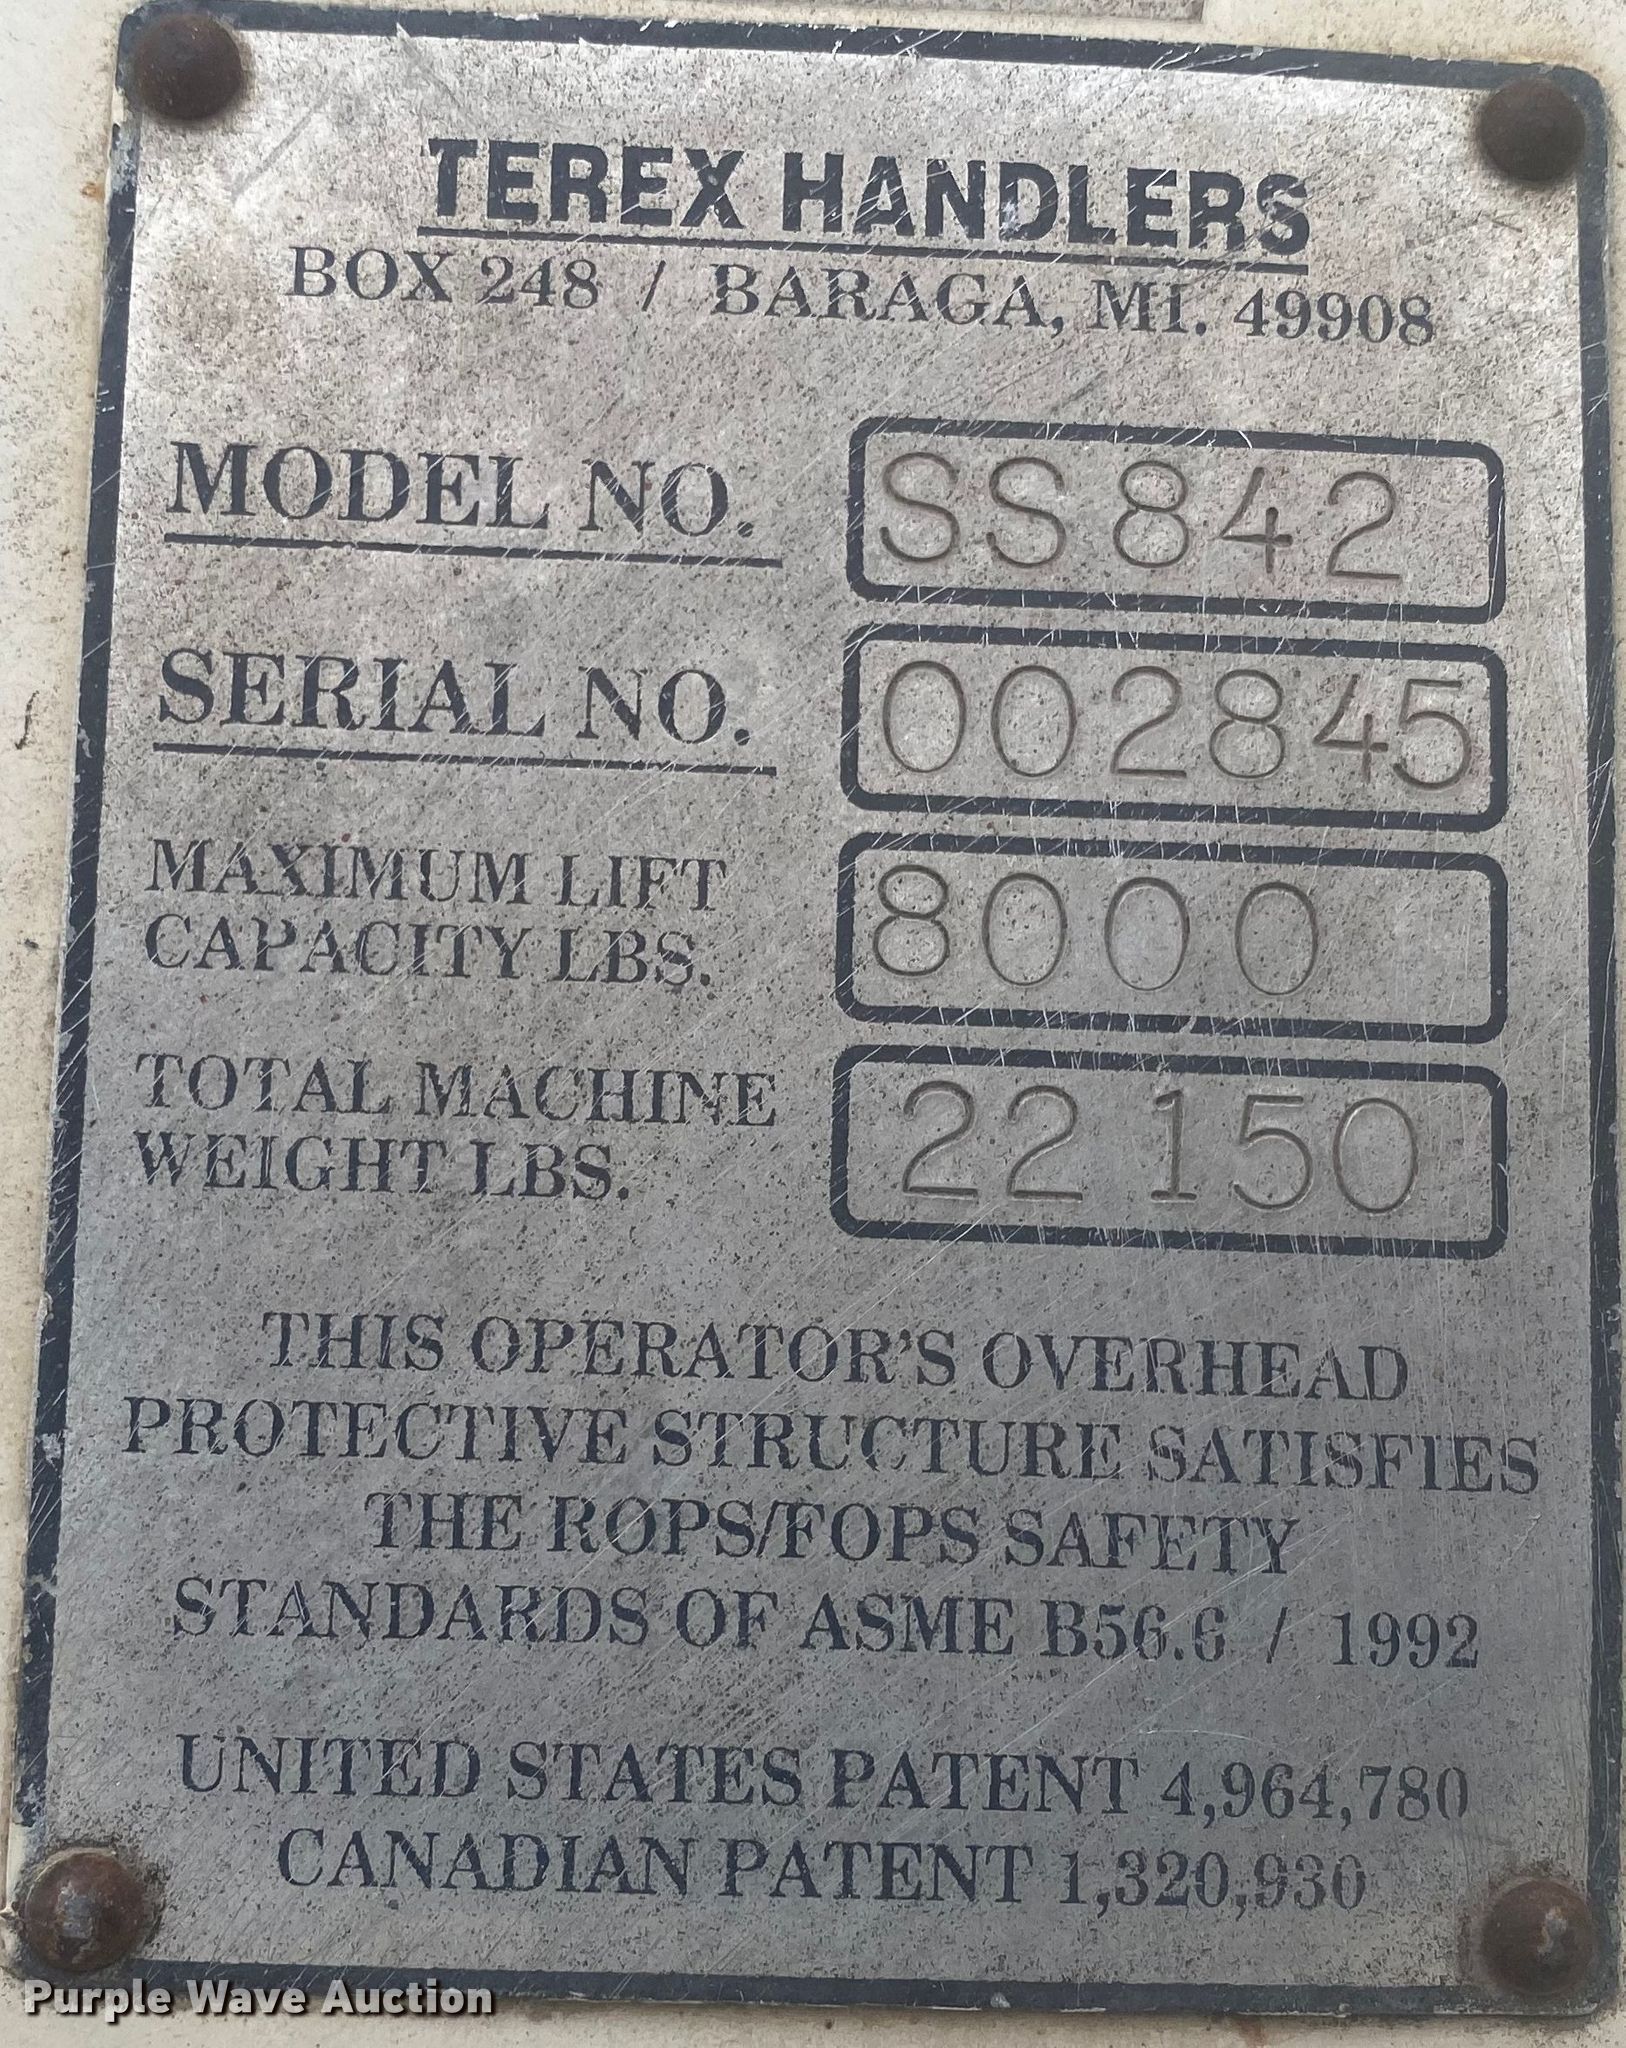 TEREX HANDLERS
BOX 248 / BARAGA, MI. 49908
MODEL NO. SS842
SERIAL NO. 002845
MAXIMUM LIFT
CAPACITY LBS. 8000
TOTAL MACHINE
WEIGHT LBS. 22150
THIS OPERATOR'S OVERHEAD
PROTECTIVE STRUCTURE SATISFIES
THE ROPS/FOPS SAFETY
STANDARDS OF ASME B56.6 / 1992
UNITED STATES PATENT 4,964,780
CANADIAN PATENT 1,320,930
Purple Wave Auction